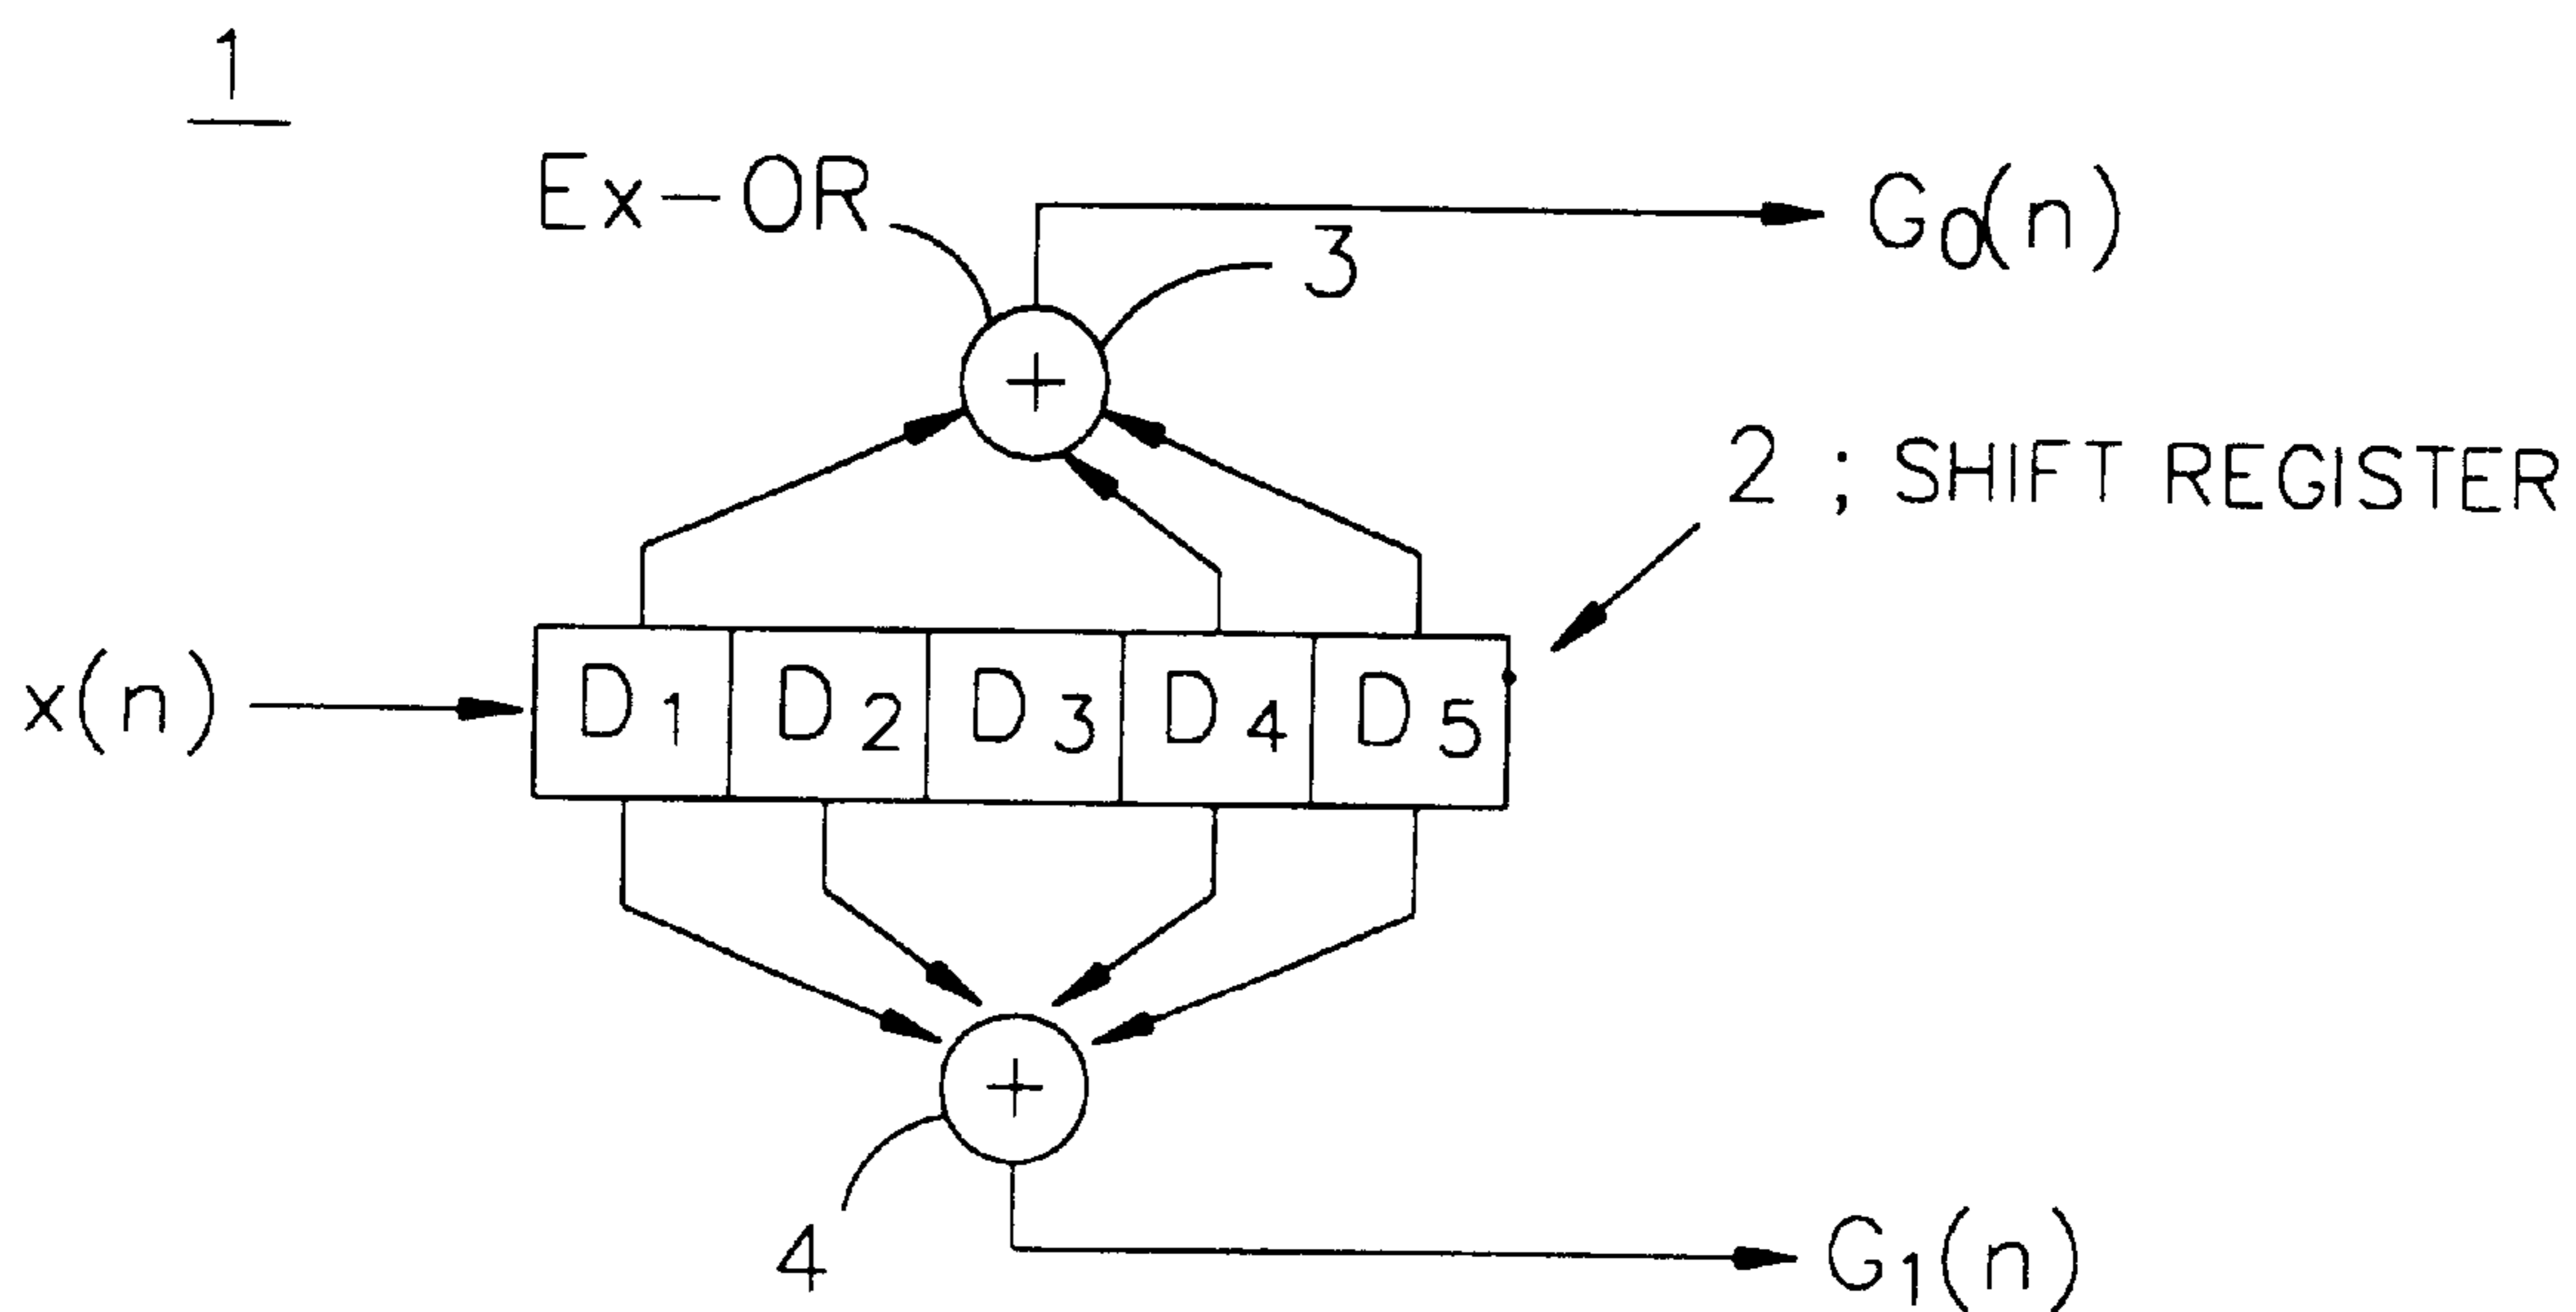 1
Ex-OR
G0(n)
3
2 ; SHIFT REGISTER
x(n)
D1 D2 D3 D4 D5
4
G1(n)